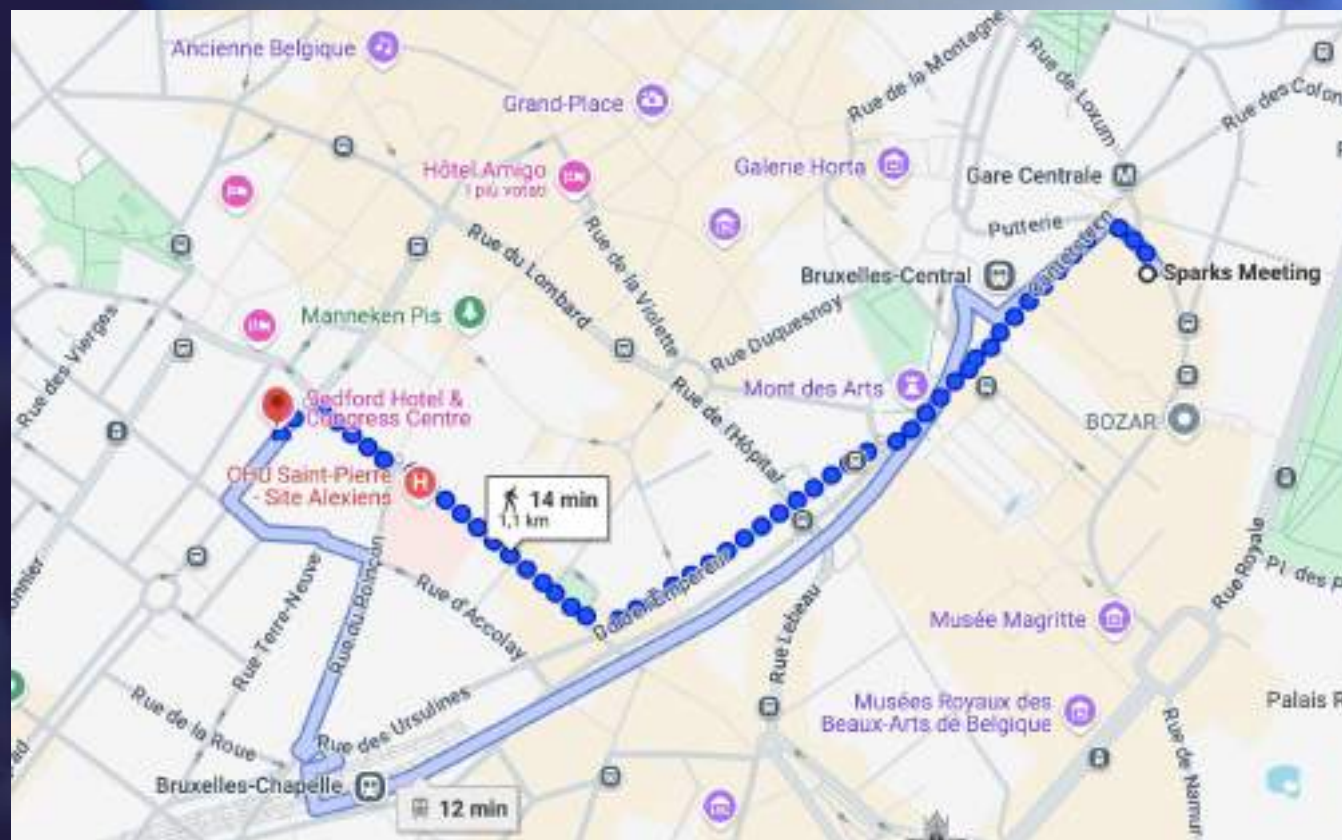 Ancienne Belgique
Rue de la Montagne
Rue de Loxum
Rue des Colon
Grand-Place
Hôtel Amigo
I più votati
Galerie Horta
Gare Centrale
M
Putterie
Cantersteen
Rue du Lombard
Rue de la Violette
Bruxelles-Central
Sparks Meeting
Rue des Vierges
Manneken Pis
Rue Duquesnoy
Mont des Arts
Bedford Hotel &
Congress Centre
Rue de l'Hôpital
BOZAR
CHU Saint-Pierre
- Site Alexiens
H
14 min
1,1 km
Rue du Poinçon
Rue d'Accolay
Rue Terre-Neuve
Rue Lebeau
Rue Royale
Pl. des P
Musée Magritte
Rue des Ursulines
Rue de la Roue
Musées Royaux des
Beaux-Arts de Belgique
Palais R
Rue de Namur
Bruxelles-Chapelle
12 min